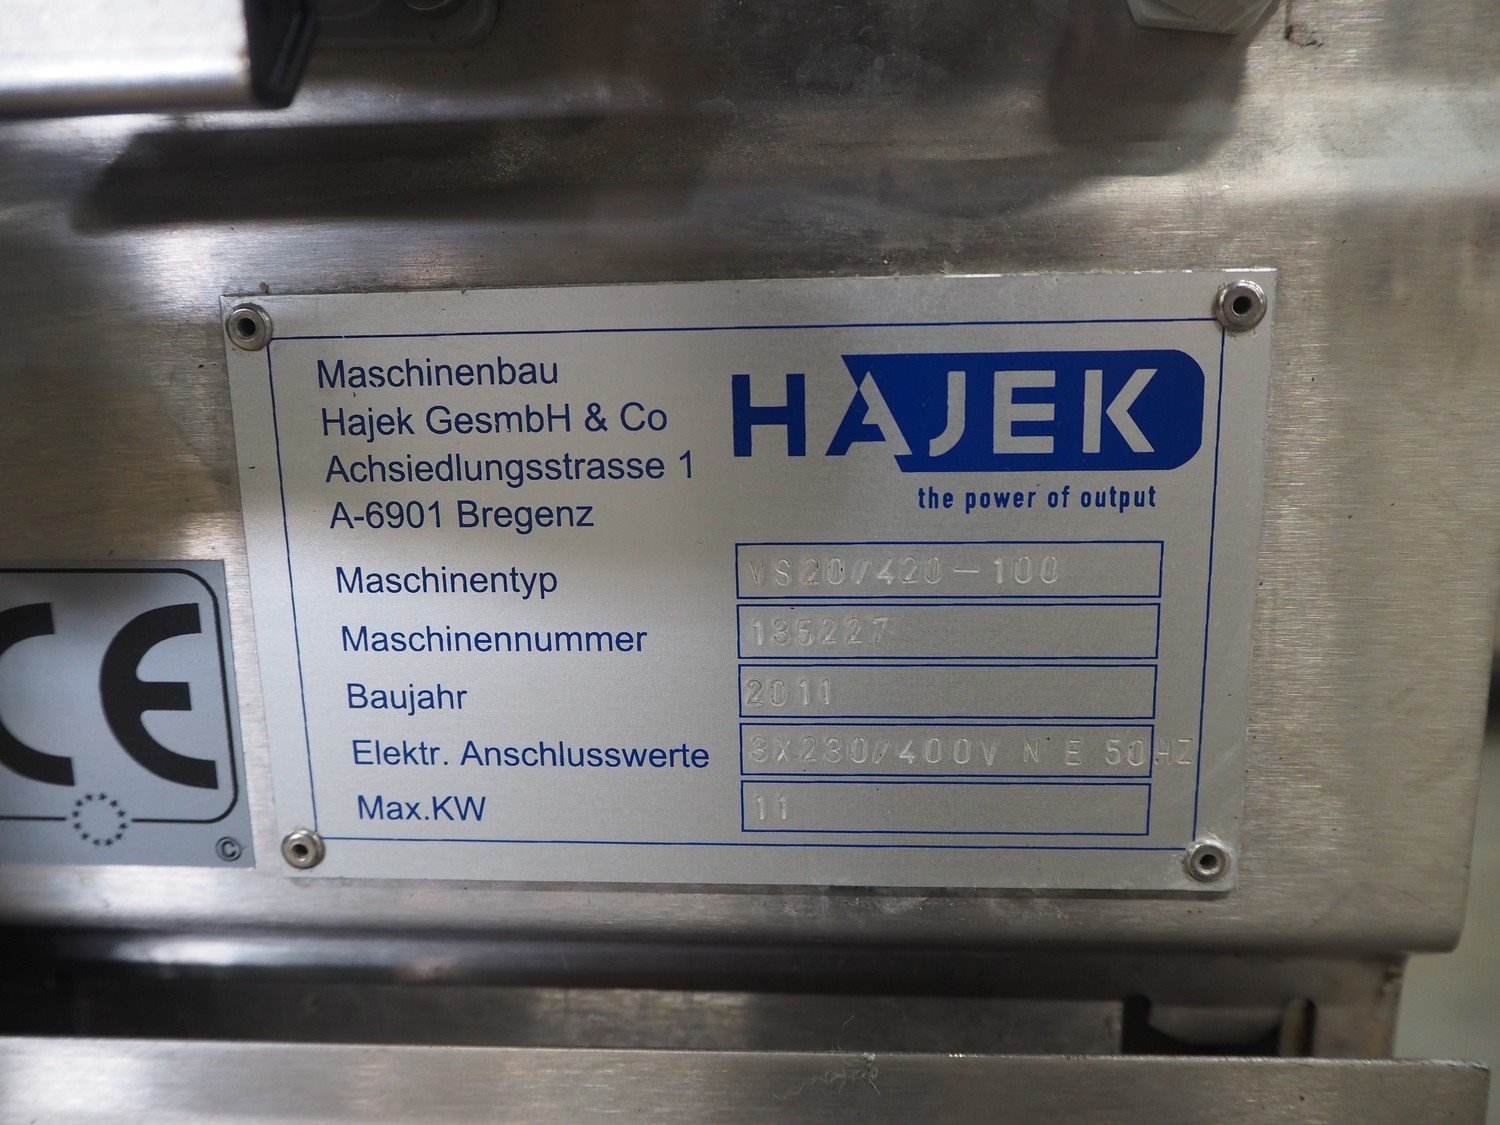 Maschinenbau
Hajek GesmbH & Co
Achsiedlungsstrasse 1
A-6901 Bregenz
HAJEK
the power of output
Maschinentyp VS20/420-100
Maschinennummer 135227
Baujahr 2011
Elektr. Anschlusswerte 3X230/400V N E 50HZ
Max.KW 11
CE
©